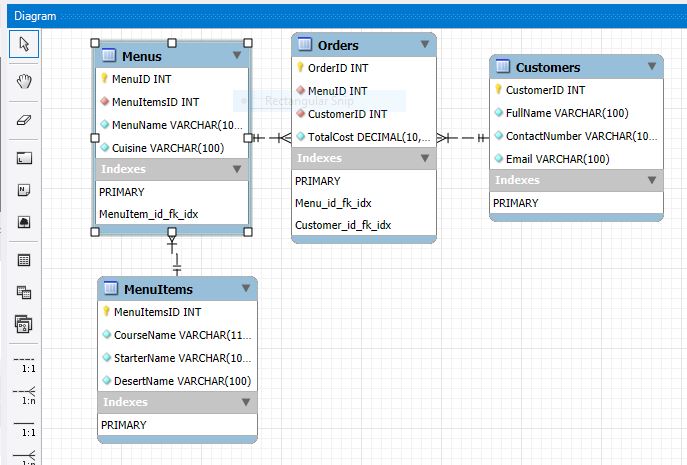 Diagram
Menus
MenuID INT
MenuItemsID INT
MenuName VARCHAR(10...
Cuisine VARCHAR(100)
Indexes
PRIMARY
MenuItem_id_fk_idx
Orders
OrderID INT
MenuID INT
CustomerID INT
TotalCost DECIMAL(10,...
Indexes
PRIMARY
Menu_id_fk_idx
Customer_id_fk_idx
Customers
CustomerID INT
FullName VARCHAR(100)
ContactNumber VARCHAR(10...
Email VARCHAR(100)
Indexes
PRIMARY
MenuItems
MenuItemsID INT
CourseName VARCHAR(11...
StarterName VARCHAR(10...
DesertName VARCHAR(100)
Indexes
PRIMARY
Rectangular Snip
1:1
1:n
1:1
1:n